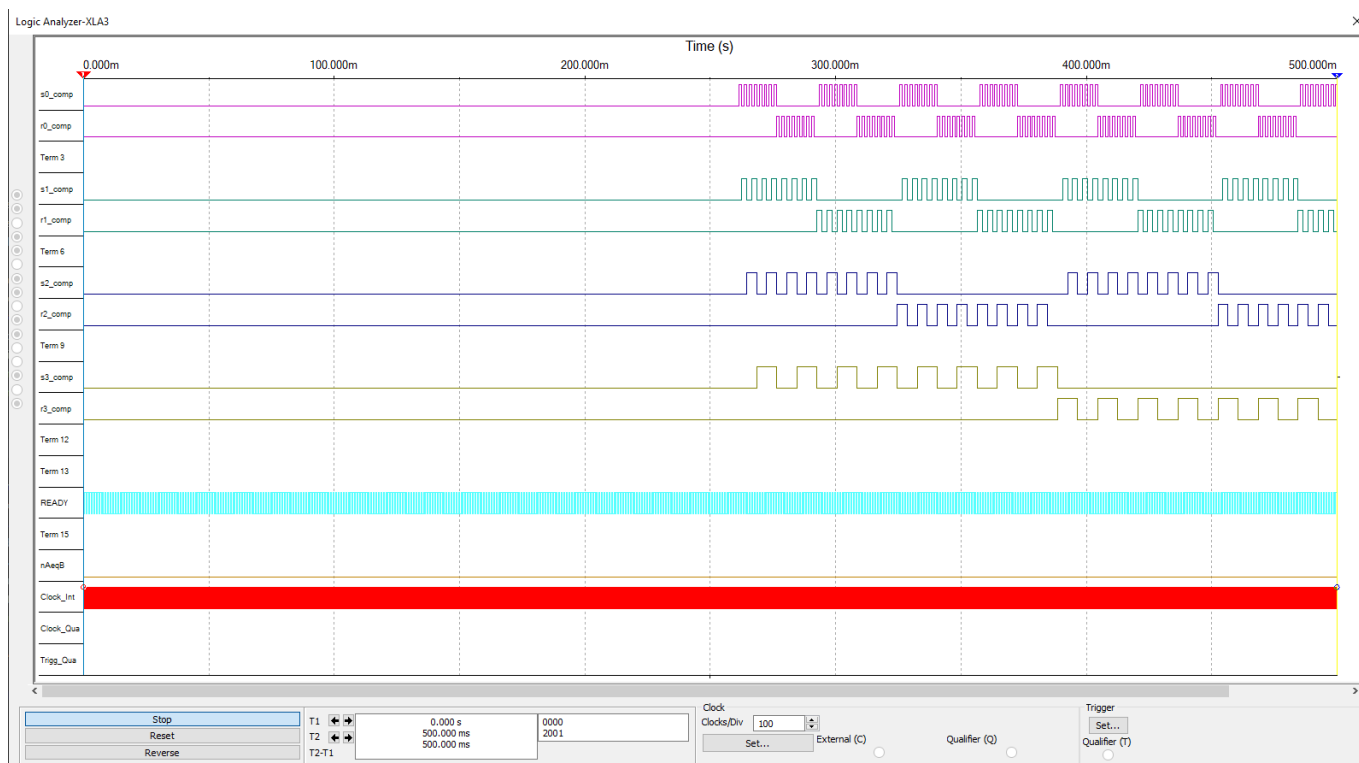 Logic Analyzer-XLA3
Time (s)
0.000m 100.000m 200.000m 300.000m 400.000m 500.000m
s0_comp
r0_comp
Term 3
s1_comp
r1_comp
Term 6
s2_comp
r2_comp
Term 9
s3_comp
r3_comp
Term 12
Term 13
READY
Term 15
nAeqB
Clock_Int
Clock_Qua
Trigg_Qua
Stop
Reset
Reverse
T1
T2
T2-T1
0.000 s
500.000 ms
500.000 ms
0000
2001
Clock
Clocks/Div 100
Set...
External (C)
Qualifier (Q)
Trigger
Set...
Qualifier (T)